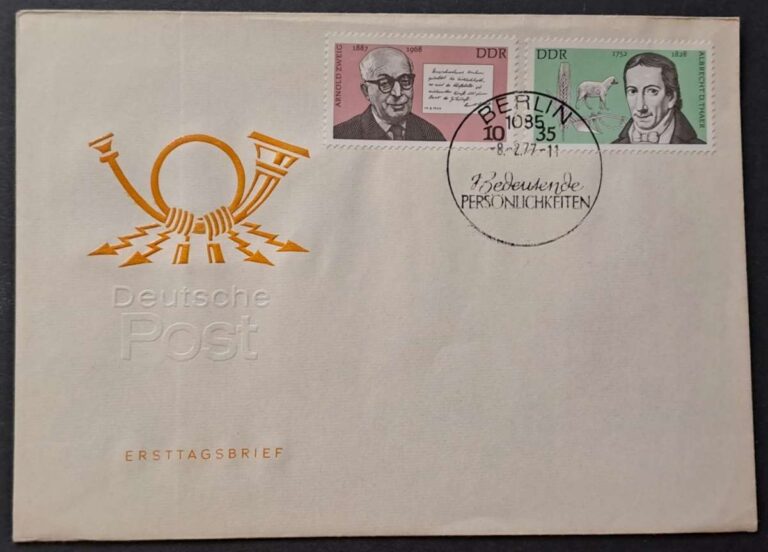 ARNOLD ZWEIG
1887
1968
DDR
10
DDR
1752
1828
ALBRECHT D. THAER
35
BERLIN
1085
-8.-2.77-11
Bedeutende
PERSÖNLICHKEITEN
Deutsche
Post
ERSTTAGSBRIEF